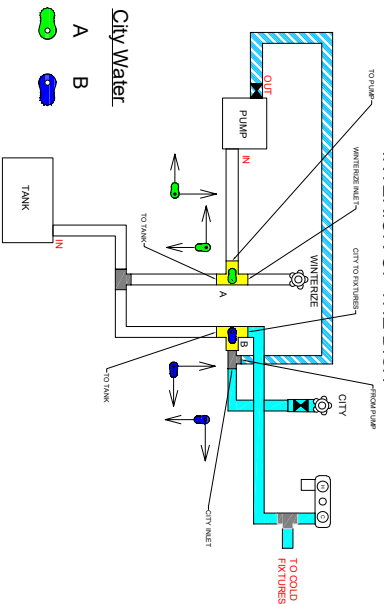 City Water
A
B
OUT
PUMP
IN
TO PUMP
WINTERIZE INLET
CITY TO FIXTURES
FROM PUMP
WINTERIZE
CITY
TO TANK
A
B
TANK
IN
TO TANK
CITY INLET
H
C
TO COLD
FIXTURES